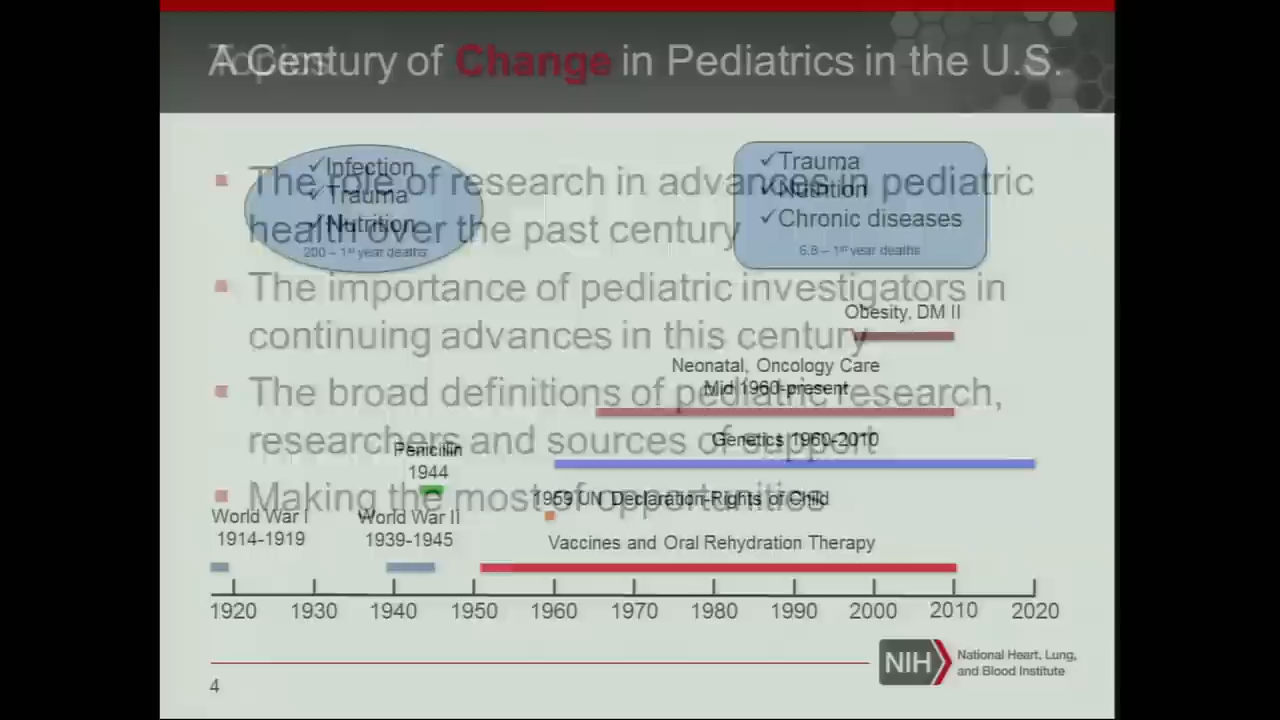 A Century of Change in Pediatrics in the U.S.
Topics
✓Infection
✓Trauma
✓Nutrition
200 – 1st year deaths
✓Trauma
✓Nutrition
✓Chronic diseases
6.8 – 1st year deaths
▪ The role of research in advances in pediatric
health over the past century
▪ The importance of pediatric investigators in
continuing advances in this century
▪ The broad definitions of pediatric research,
researchers and sources of support
▪ Making the most of opportunities
Obesity, DM II
Neonatal, Oncology Care
Mid 1960-present
Genetics 1960-2010
Penicillin
1944
1959 UN Declaration-Rights of Child
World War I
1914-1919
World War II
1939-1945
Vaccines and Oral Rehydration Therapy
1920 1930 1940 1950 1960 1970 1980 1990 2000 2010 2020
NIH National Heart, Lung,
and Blood Institute
4